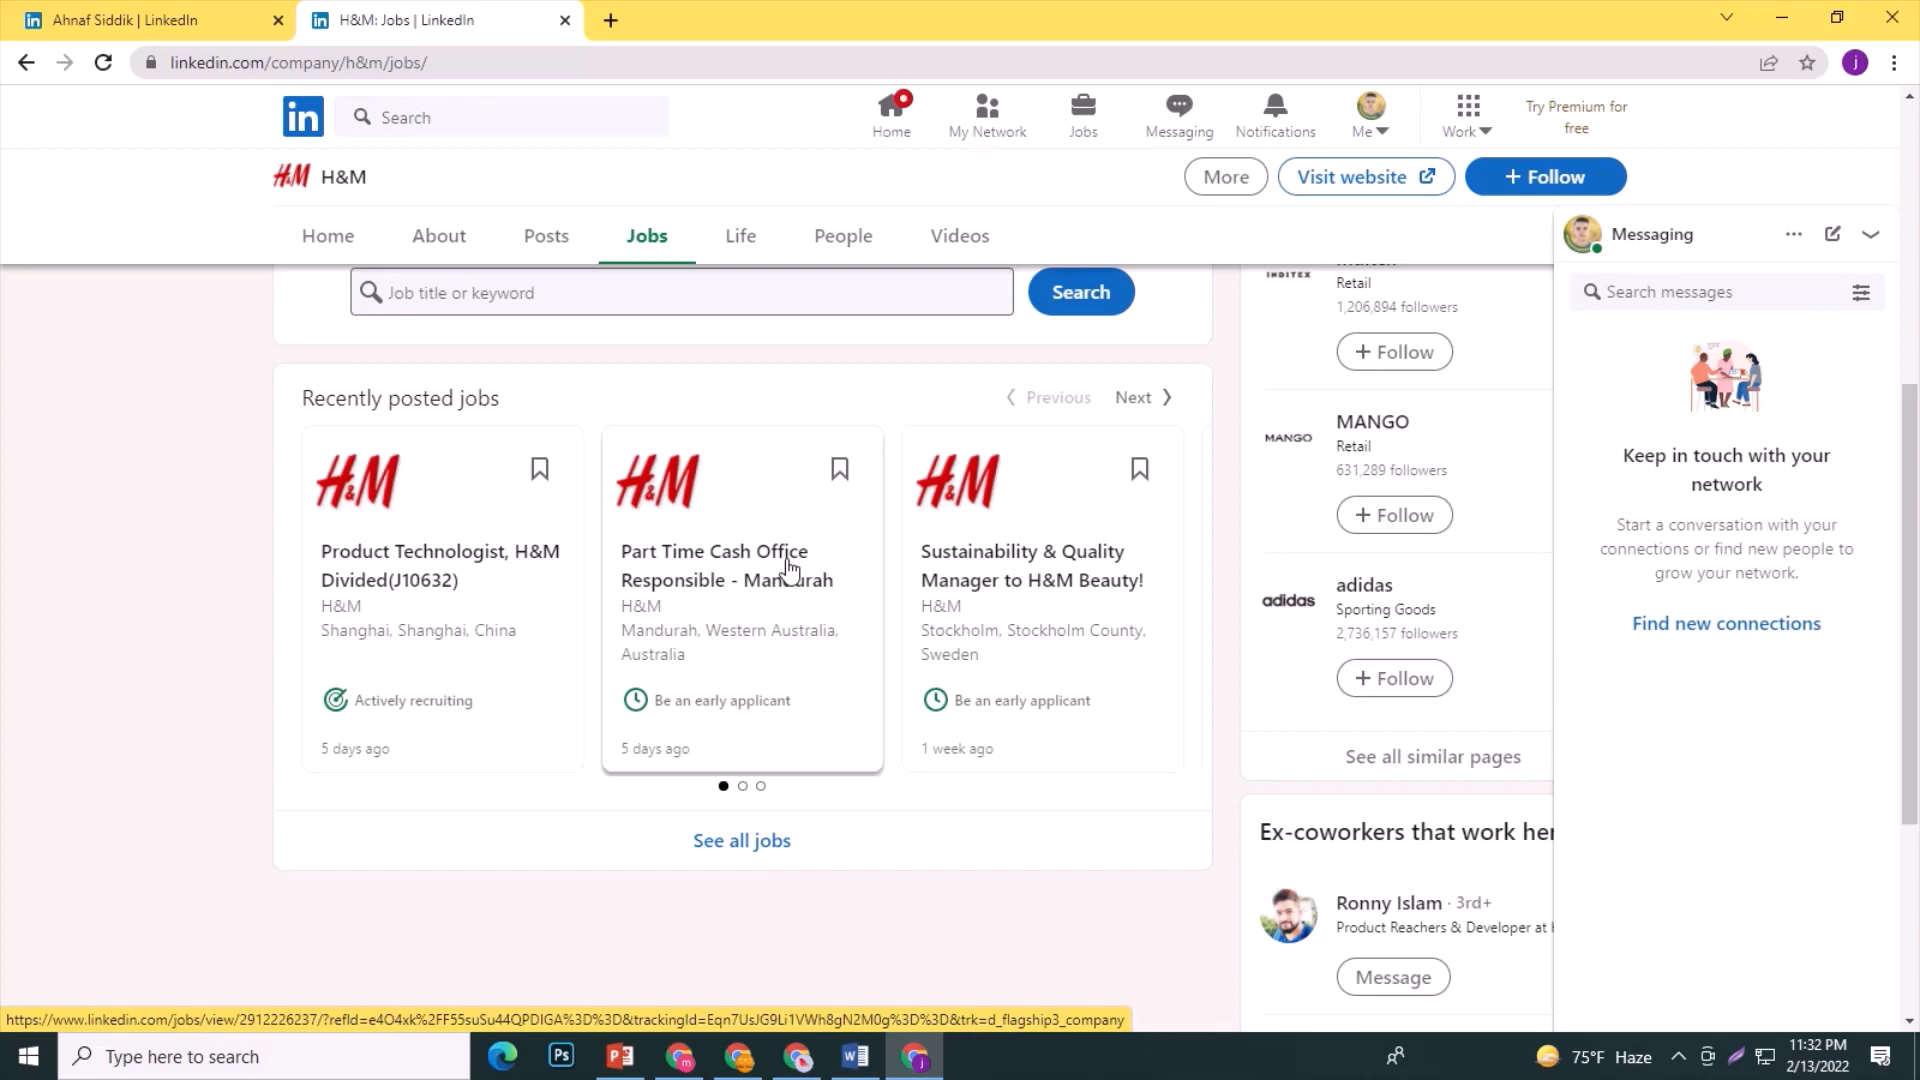 Ahnaf Siddik | LinkedIn
H&M: Jobs | LinkedIn
linkedin.com/company/h&m/jobs/
in
Search
Home
My Network
Jobs
Messaging
Notifications
Me
Work
Try Premium for
free
H&M
H&M
More
Visit website
+ Follow
Home
About
Posts
Jobs
Life
People
Videos
Job title or keyword
Search
Recently posted jobs
Previous
Next
H&M
Product Technologist, H&M
Divided(J10632)
H&M
Shanghai, Shanghai, China
Actively recruiting
5 days ago
H&M
Part Time Cash Office
Responsible - Mandurah
H&M
Mandurah, Western Australia,
Australia
Be an early applicant
5 days ago
H&M
Sustainability & Quality
Manager to H&M Beauty!
H&M
Stockholm, Stockholm County,
Sweden
Be an early applicant
1 week ago
See all jobs
INDITEX
Retail
1,206,894 followers
+ Follow
MANGO
MANGO
Retail
631,289 followers
+ Follow
adidas
adidas
Sporting Goods
2,736,157 followers
+ Follow
See all similar pages
Ex-coworkers that work her
Ronny Islam · 3rd+
Product Reachers & Developer at
Message
Messaging
Search messages
Keep in touch with your
network
Start a conversation with your
connections or find new people to
grow your network.
Find new connections
https://www.linkedin.com/jobs/view/2912226237/?refId=e4O4xk%2FF55suSu44QPDIGA%3D%3D&trackingId=Eqn7UsJG9Li1VWh8gN2M0g%3D%3D&trk=d_flagship3_company
Type here to search
Ps
75°F Haze
11:32 PM
2/13/2022